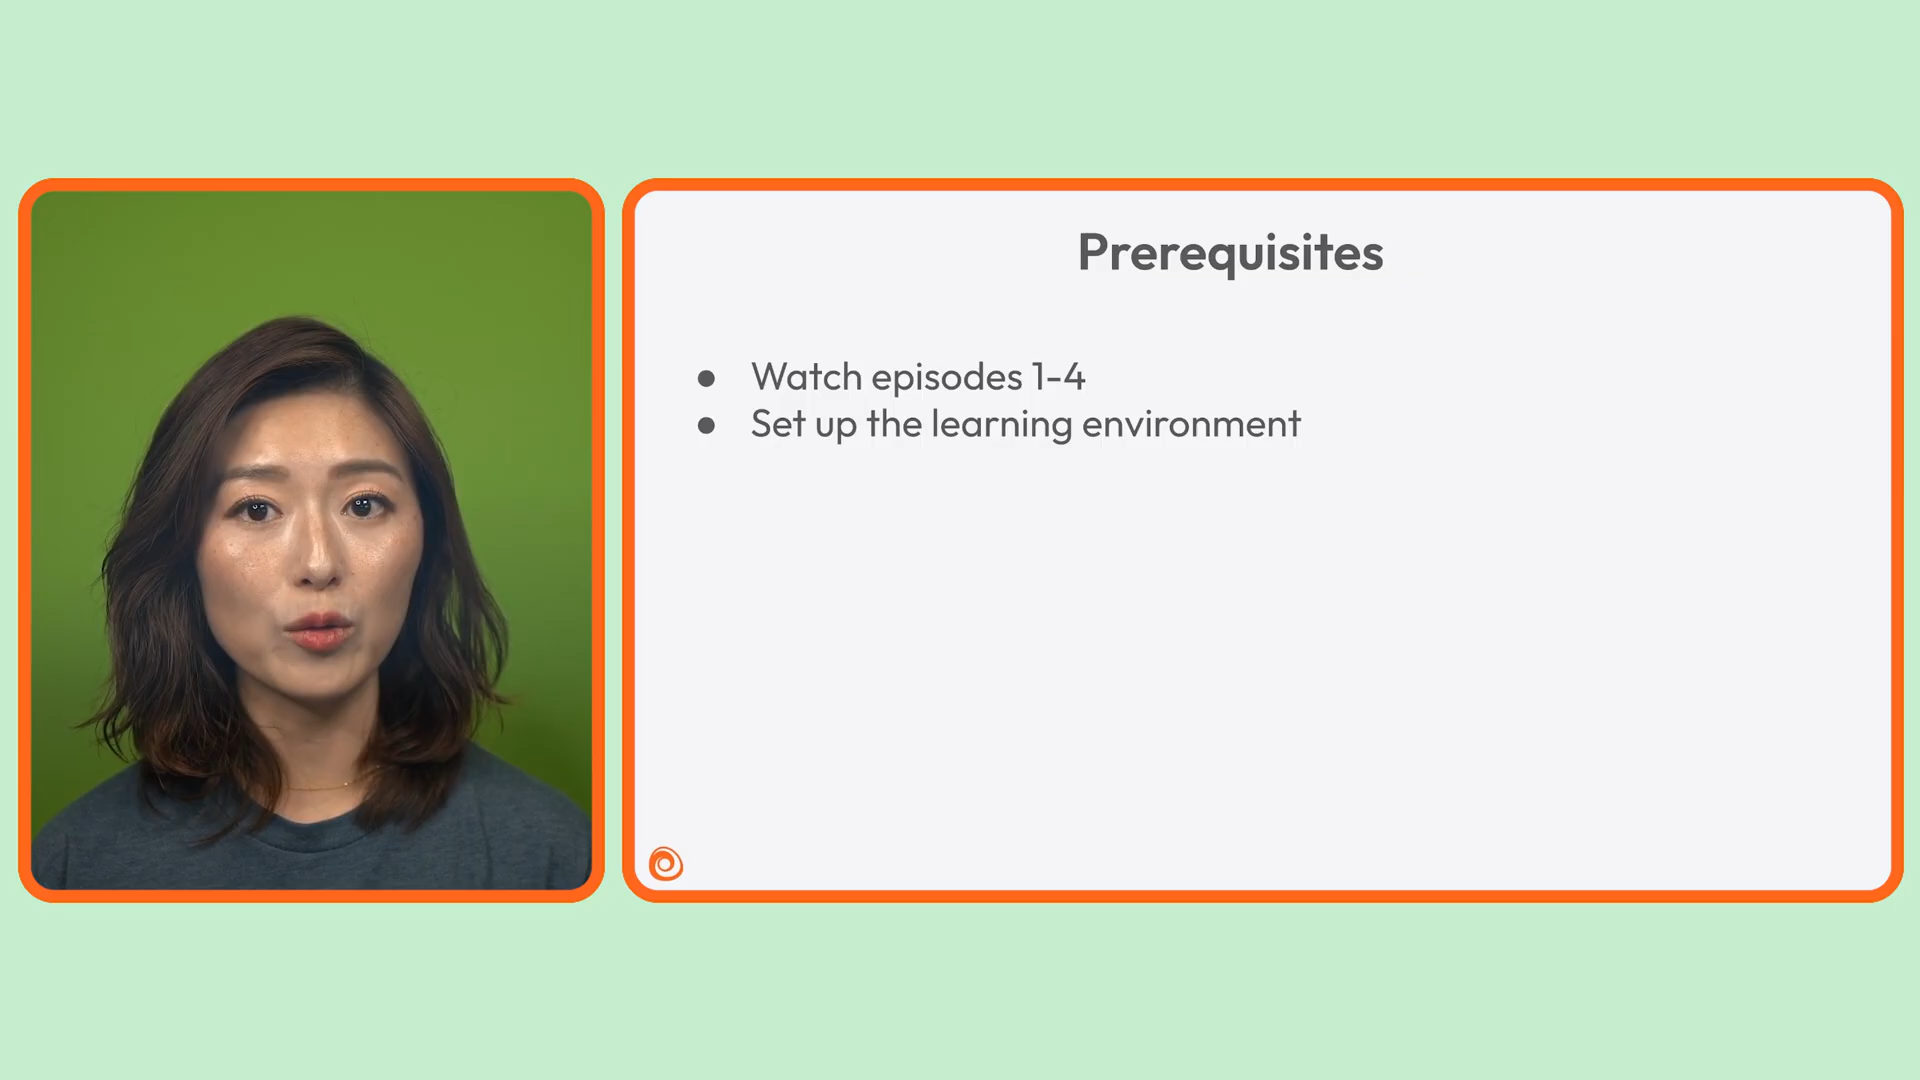 Prerequisites
● Watch episodes 1-4
● Set up the learning environment